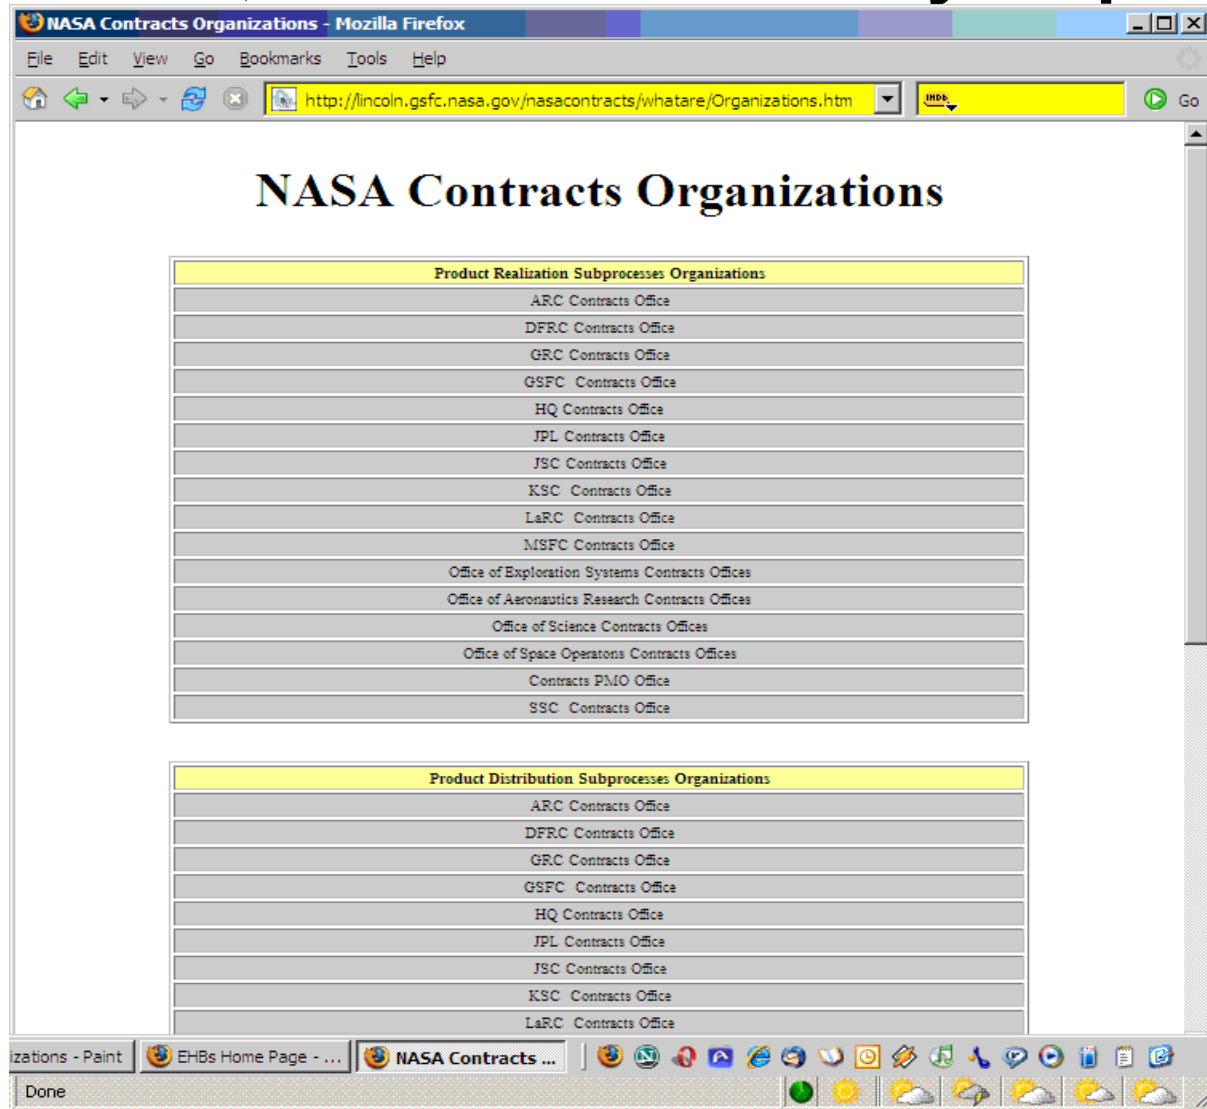 NASA Contracts Organizations - Mozilla Firefox
File Edit View Go Bookmarks Tools Help
http://lincoln.gsfc.nasa.gov/nasacontracts/whatare/Organizations.htm IMDb Go
NASA Contracts Organizations
Product Realization Subprocesses Organizations
ARC Contracts Office
DFRC Contracts Office
GRC Contracts Office
GSFC Contracts Office
HQ Contracts Office
JPL Contracts Office
JSC Contracts Office
KSC Contracts Office
LaRC Contracts Office
MSFC Contracts Office
Office of Exploration Systems Contracts Offices
Office of Aeronautics Research Contracts Offices
Office of Science Contracts Offices
Office of Space Operatons Contracts Offices
Contracts PMO Office
SSC Contracts Office
Product Distribution Subprocesses Organizations
ARC Contracts Office
DFRC Contracts Office
GRC Contracts Office
GSFC Contracts Office
HQ Contracts Office
JPL Contracts Office
JSC Contracts Office
KSC Contracts Office
LaRC Contracts Office
izations - Paint EHBs Home Page - ... NASA Contracts ...
Done